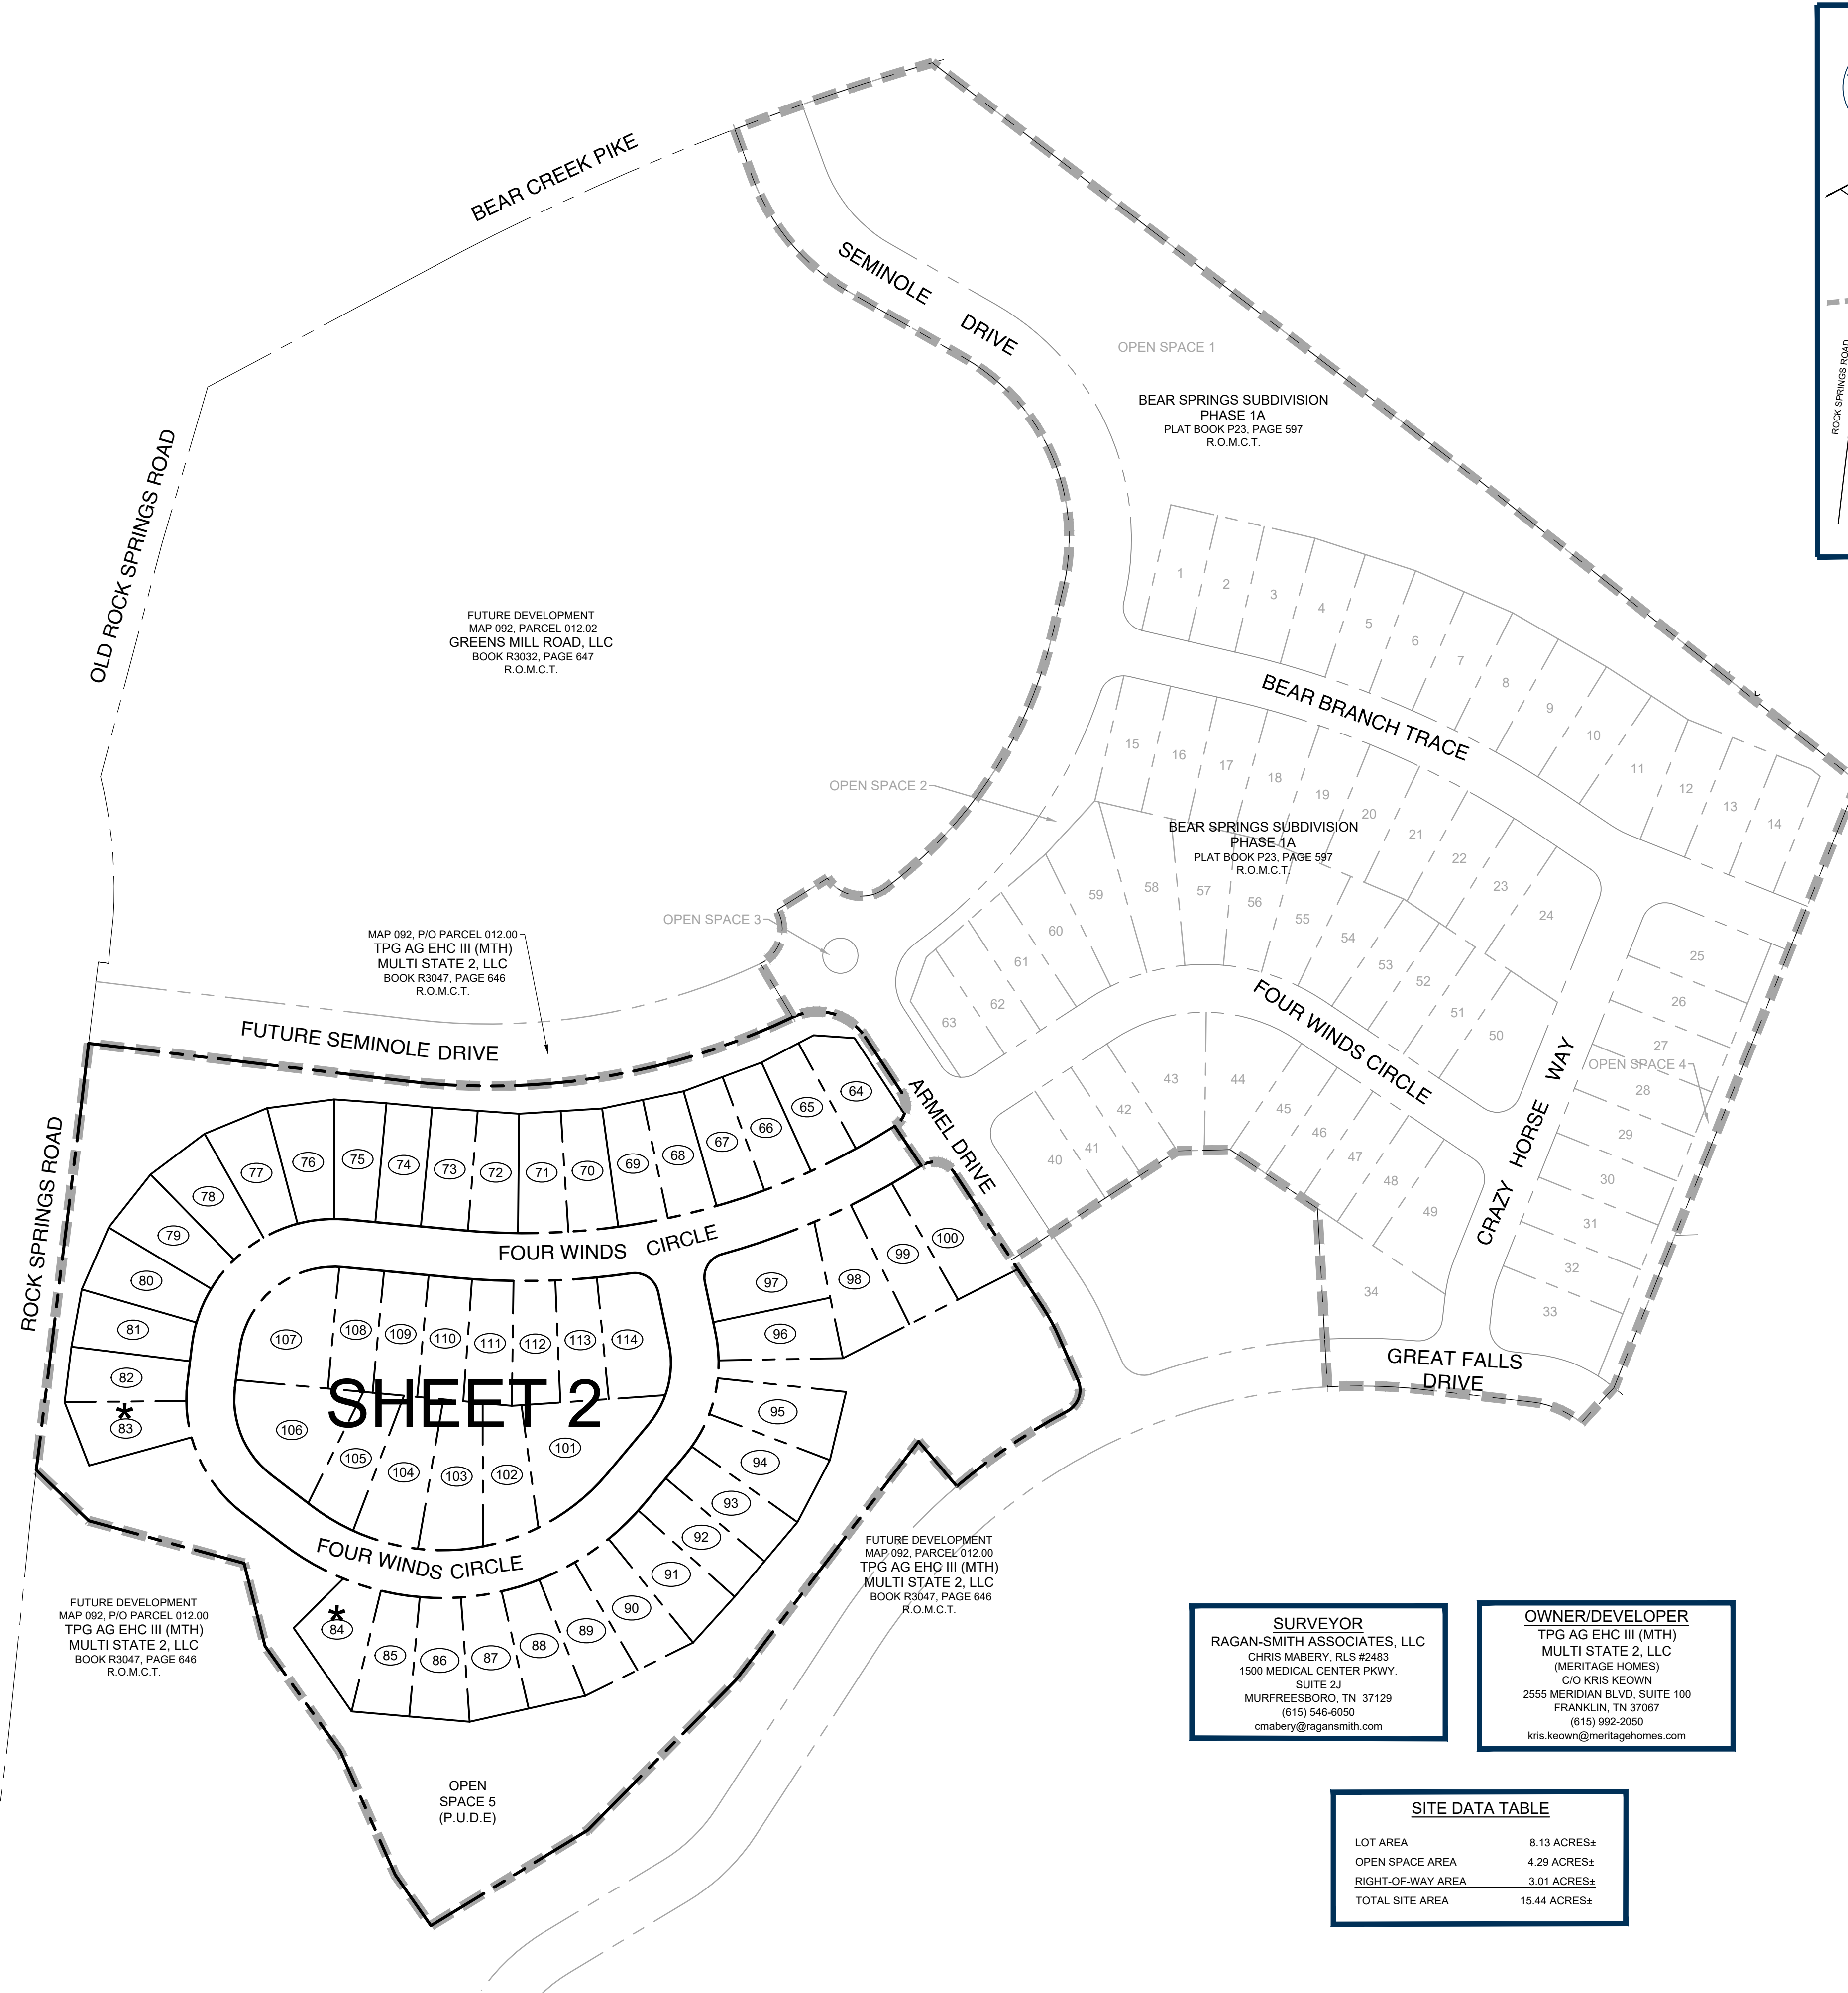 BEAR CREEK PIKE
SEMINOLE DRIVE
OPEN SPACE 1
BEAR SPRINGS SUBDIVISION
PHASE 1A
PLAT BOOK P23, PAGE 597
R.O.M.C.T.
ROCK SPRINGS ROAD
OLD ROCK SPRINGS ROAD
FUTURE DEVELOPMENT
MAP 092, PARCEL 012.02
GREENS MILL ROAD, LLC
BOOK R3032, PAGE 647
R.O.M.C.T.
1
2
3
4
5
6
7
8
9
10
11
12
13
14
BEAR BRANCH TRACE
15
16
17
18
19
20
21
22
23
24
OPEN SPACE 2
BEAR SPRINGS SUBDIVISION
PHASE 1A
PLAT BOOK P23, PAGE 597
R.O.M.C.T.
63
62
61
60
59
58
57
56
55
54
53
52
51
50
OPEN SPACE 3
MAP 092, P/O PARCEL 012.00
TPG AG EHC III (MTH)
MULTI STATE 2, LLC
BOOK R3047, PAGE 646
R.O.M.C.T.
FUTURE SEMINOLE DRIVE
FOUR WINDS CIRCLE
CRAZY HORSE WAY
25
26
27
OPEN SPACE 4
28
29
30
31
32
33
40
41
42
43
44
45
46
47
48
49
34
ARMEL DRIVE
GREAT FALLS
DRIVE
ROCK SPRINGS ROAD
64
65
66
67
68
69
70
71
72
73
74
75
76
77
78
79
80
81
82
*
83
FOUR WINDS CIRCLE
100
99
98
97
96
95
94
93
92
91
90
89
88
87
86
85
*
84
107
108
109
110
111
112
113
114
SHEET 2
106
105
104
103
102
101
FOUR WINDS CIRCLE
FUTURE DEVELOPMENT
MAP 092, PARCEL 012.00
TPG AG EHC III (MTH)
MULTI STATE 2, LLC
BOOK R3047, PAGE 646
R.O.M.C.T.
FUTURE DEVELOPMENT
MAP 092, P/O PARCEL 012.00
TPG AG EHC III (MTH)
MULTI STATE 2, LLC
BOOK R3047, PAGE 646
R.O.M.C.T.
OPEN
SPACE 5
(P.U.D.E)
SURVEYOR
RAGAN-SMITH ASSOCIATES, LLC
CHRIS MABERY, RLS #2483
1500 MEDICAL CENTER PKWY.
SUITE 2J
MURFREESBORO, TN 37129
(615) 546-6050
cmabery@ragansmith.com
OWNER/DEVELOPER
TPG AG EHC III (MTH)
MULTI STATE 2, LLC
(MERITAGE HOMES)
C/O KRIS KEOWN
2555 MERIDIAN BLVD, SUITE 100
FRANKLIN, TN 37067
(615) 992-2050
kris.keown@meritagehomes.com
SITE DATA TABLE
LOT AREA 8.13 ACRES±
OPEN SPACE AREA 4.29 ACRES±
RIGHT-OF-WAY AREA 3.01 ACRES±
TOTAL SITE AREA 15.44 ACRES±